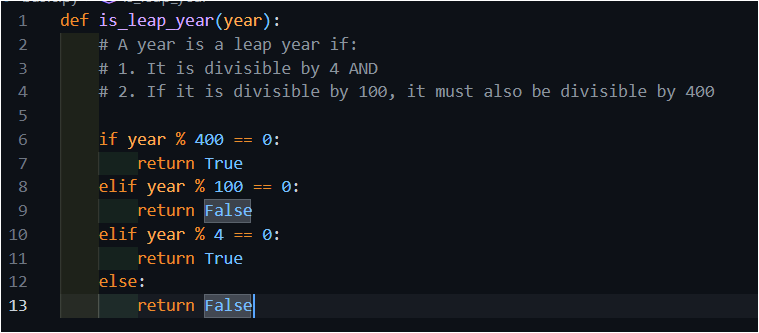 1 def is_leap_year(year):
2 # A year is a leap year if:
3 # 1. It is divisible by 4 AND
4 # 2. If it is divisible by 100, it must also be divisible by 400
5
6 if year % 400 == 0:
7 return True
8 elif year % 100 == 0:
9 return False
10 elif year % 4 == 0:
11 return True
12 else:
13 return False